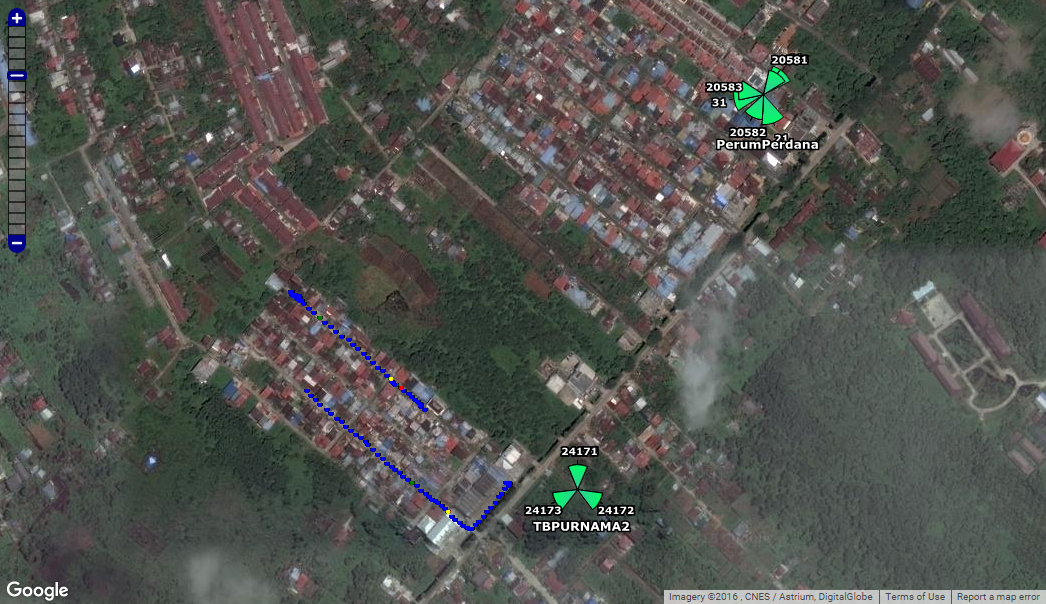 +
20581
20583
31
20582
21
PerumPerdana
24171
24173
24172
TBPURNAMA2
−
Google
Imagery ©2016 , CNES / Astrium, DigitalGlobe
Terms of Use
Report a map error